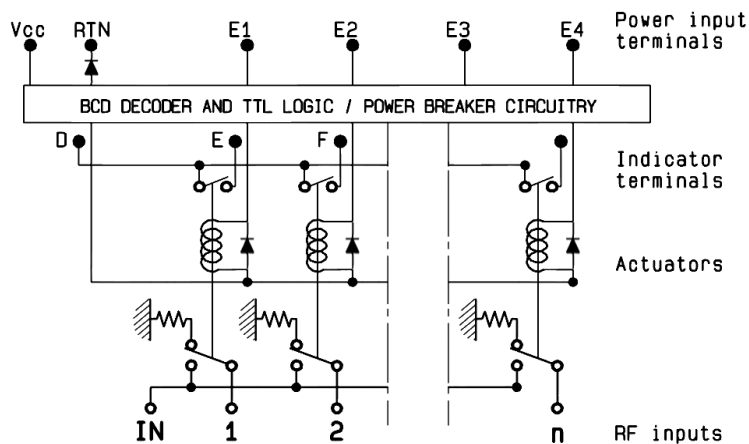 Power input
terminals
Vcc RTN E1 E2 E3 E4
BCD DECODER AND TTL LOGIC / POWER BREAKER CIRCUITRY
D E F
Indicator
terminals
Actuators
IN 1 2 n
RF inputs